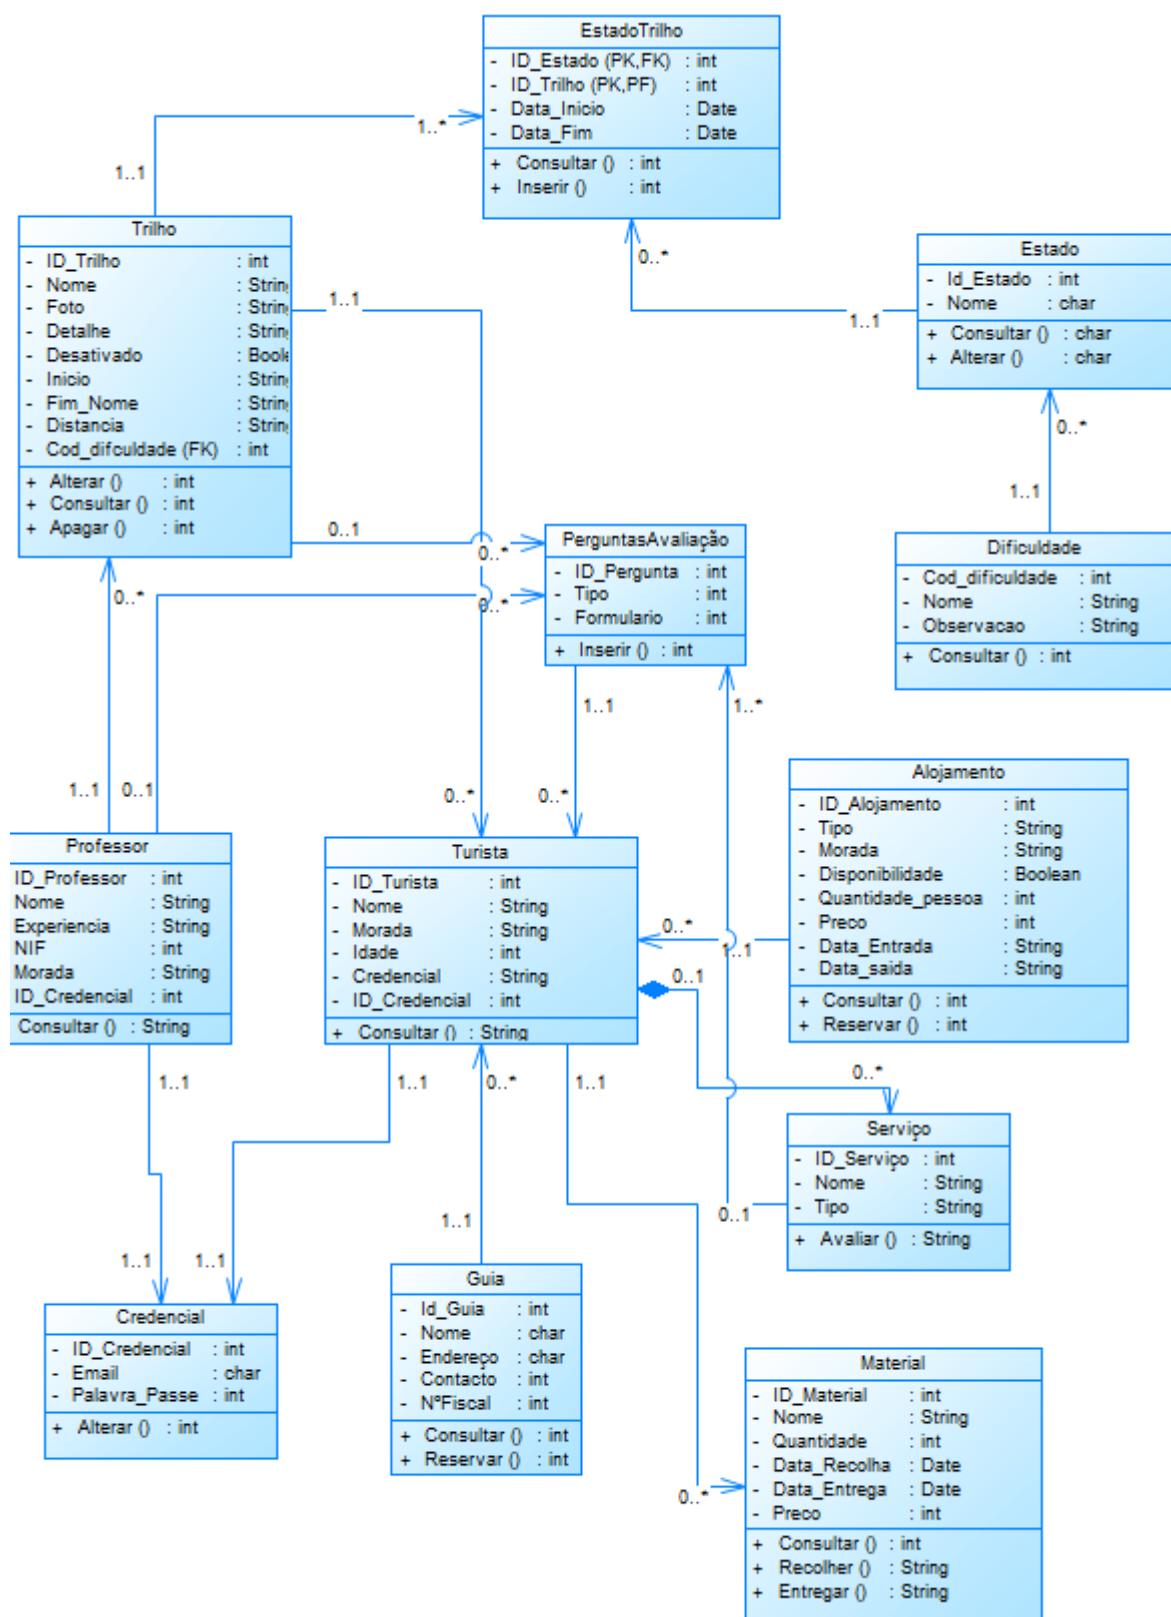 EstadoTrilho
- ID_Estado (PK,FK) : int
- ID_Trilho (PK,PF) : int
- Data_Inicio : Date
- Data_Fim : Date
+ Consultar () : int
+ Inserir () : int
1..*
1..1
Trilho
- ID_Trilho : int
- Nome : String
- Foto : String
- Detalhe : String
- Desativado : Boole
- Inicio : String
- Fim_Nome : String
- Distancia : String
- Cod_difculdade (FK) : int
+ Alterar () : int
+ Consultar () : int
+ Apagar () : int
1..1
0..*
1..1
Estado
- Id_Estado : int
- Nome : char
+ Consultar () : char
+ Alterar () : char
0..*
1..1
Dificuldade
- Cod_dificuldade : int
- Nome : String
- Observacao : String
+ Consultar () : int
0..1
0..*
0..*
0..*
PerguntasAvaliação
- ID_Pergunta : int
- Tipo : int
- Formulario : int
+ Inserir () : int
1..1
1..*
1..1
0..1
0..*
0..*
Professor
ID_Professor : int
Nome : String
Experiencia : String
NIF : int
Morada : String
ID_Credencial : int
Consultar () : String
Turista
- ID_Turista : int
- Nome : String
- Morada : String
- Idade : int
- Credencial : String
- ID_Credencial : int
+ Consultar () : String
Alojamento
- ID_Alojamento : int
- Tipo : String
- Morada : String
- Disponibilidade : Boolean
- Quantidade_pessoa : int
- Preco : int
- Data_Entrada : String
- Data_saida : String
+ Consultar () : int
+ Reservar () : int
0..*
1..1
0..1
0..*
1..1
1..1
0..*
1..1
Serviço
- ID_Serviço : int
- Nome : String
- Tipo : String
+ Avaliar () : String
0..1
1..1
1..1
1..1
Credencial
- ID_Credencial : int
- Email : char
- Palavra_Passe : int
+ Alterar () : int
Guia
- Id_Guia : int
- Nome : char
- Endereço : char
- Contacto : int
- NºFiscal : int
+ Consultar () : int
+ Reservar () : int
0..*
Material
- ID_Material : int
- Nome : String
- Quantidade : int
- Data_Recolha : Date
- Data_Entrega : Date
- Preco : int
+ Consultar () : int
+ Recolher () : String
+ Entregar () : String